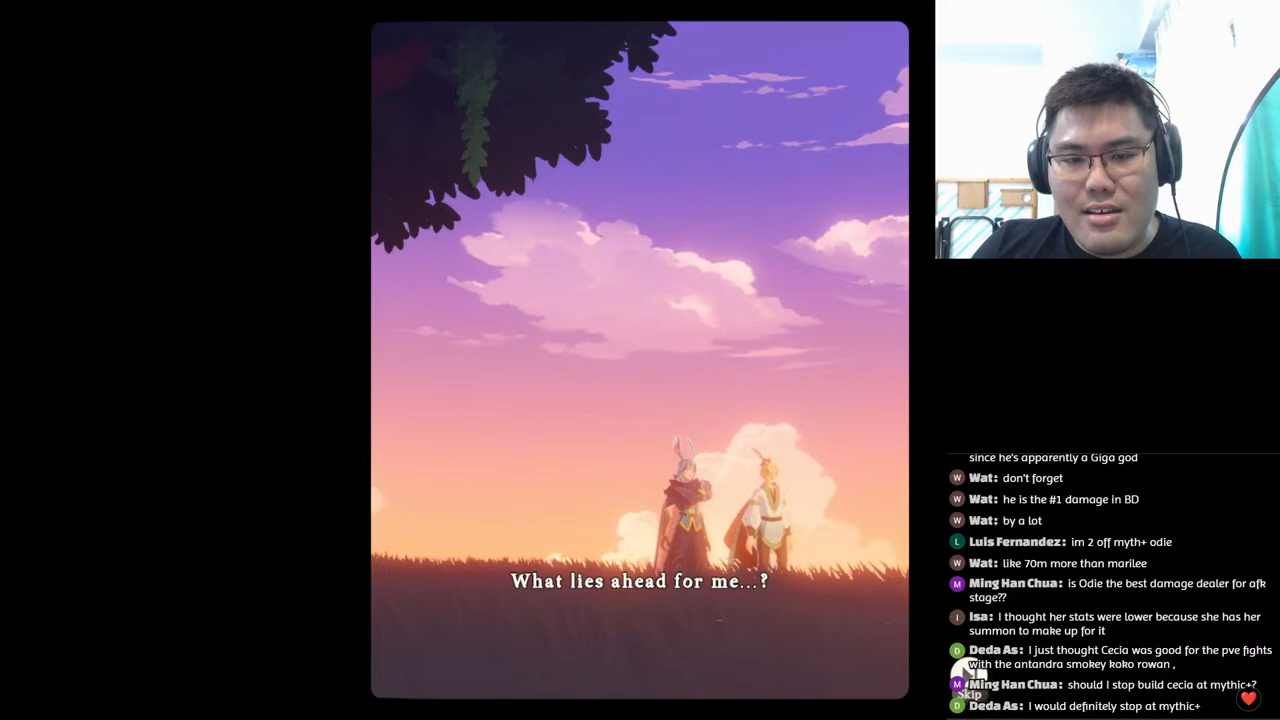 What lies ahead for me...?
since he's apparently a Giga god
W Wat: don't forget
W Wat: he is the #1 damage in BD
W Wat: by a lot
L Luis Fernandez: im 2 off myth+ odie
W Wat: like 70m more than marilee
M Ming Han Chua: is Odie the best damage dealer for afk
stage??
I Isa: I thought her stats were lower because she has her
summon to make up for it
D Deda As: I just thought Cecia was good for the pve fights
with the antandra smokey koko rowan ,
M Ming Han Chua: should I stop build cecia at mythic+?
Skip
D Deda As: I would definitely stop at mythic+